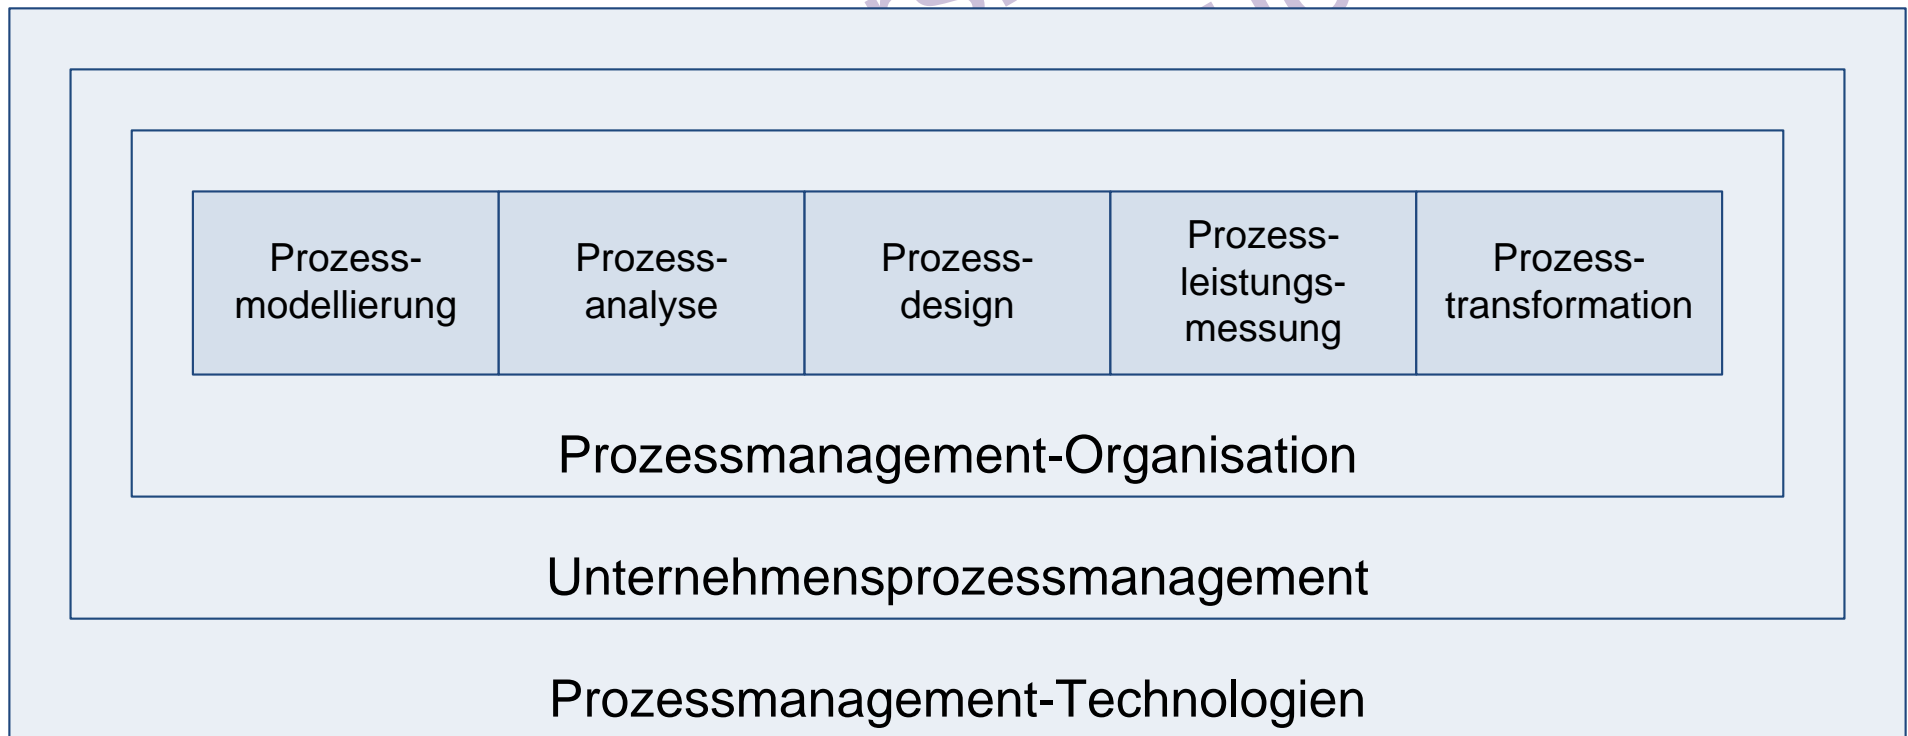 Prozess-
modellierung
Prozess-
analyse
Prozess-
design
Prozess-
leistungs-
messung
Prozess-
transformation
Prozessmanagement-Organisation
Unternehmensprozessmanagement
Prozessmanagement-Technologien